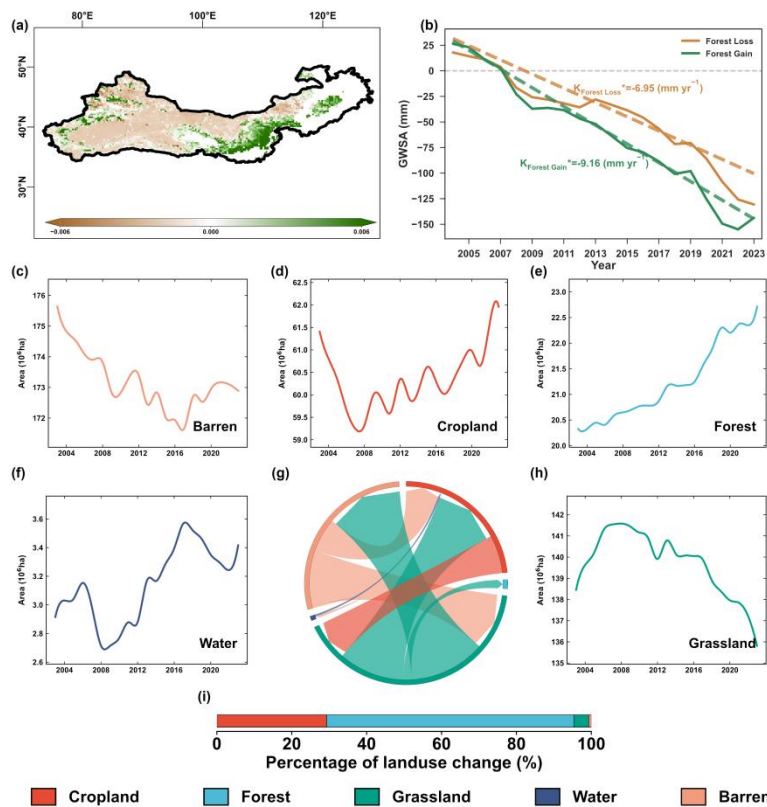 (a)
80°E 100°E 120°E
50°N
40°N
30°N
−0.006 0.000 0.006
(b)
Forest Loss
Forest Gain
K Forest Loss *=-6.95 (mm yr⁻¹)
K Forest Gain *=-9.16 (mm yr⁻¹)
GWSA (mm)
25
0
−25
−50
−75
−100
−125
−150
2005 2007 2009 2011 2013 2015 2017 2019 2021 2023
Year
(c)
Area (10⁶ha)
176
175
173
172
2004 2008 2012 2016 2020
Barren
(d)
Area (10⁶ha)
62.0
61.5
61.0
60.5
60.0
59.5
59.0
2004 2008 2012 2016 2020
Cropland
(e)
Area (10⁶ha)
23.0
22.5
22.0
21.5
21.0
20.5
20.0
2004 2008 2012 2016 2020
Forest
(f)
Area (10⁶ha)
3.6
3.4
3.2
3.0
2.8
2.6
2004 2008 2012 2016 2020
Water
(g)
(h)
Area (10⁶ha)
142
141
140
139
138
136
135
2004 2008 2012 2016 2020
Grassland
(i)
0 20 40 60 80 100
Percentage of landuse change (%)
Cropland Forest Grassland Water Barren